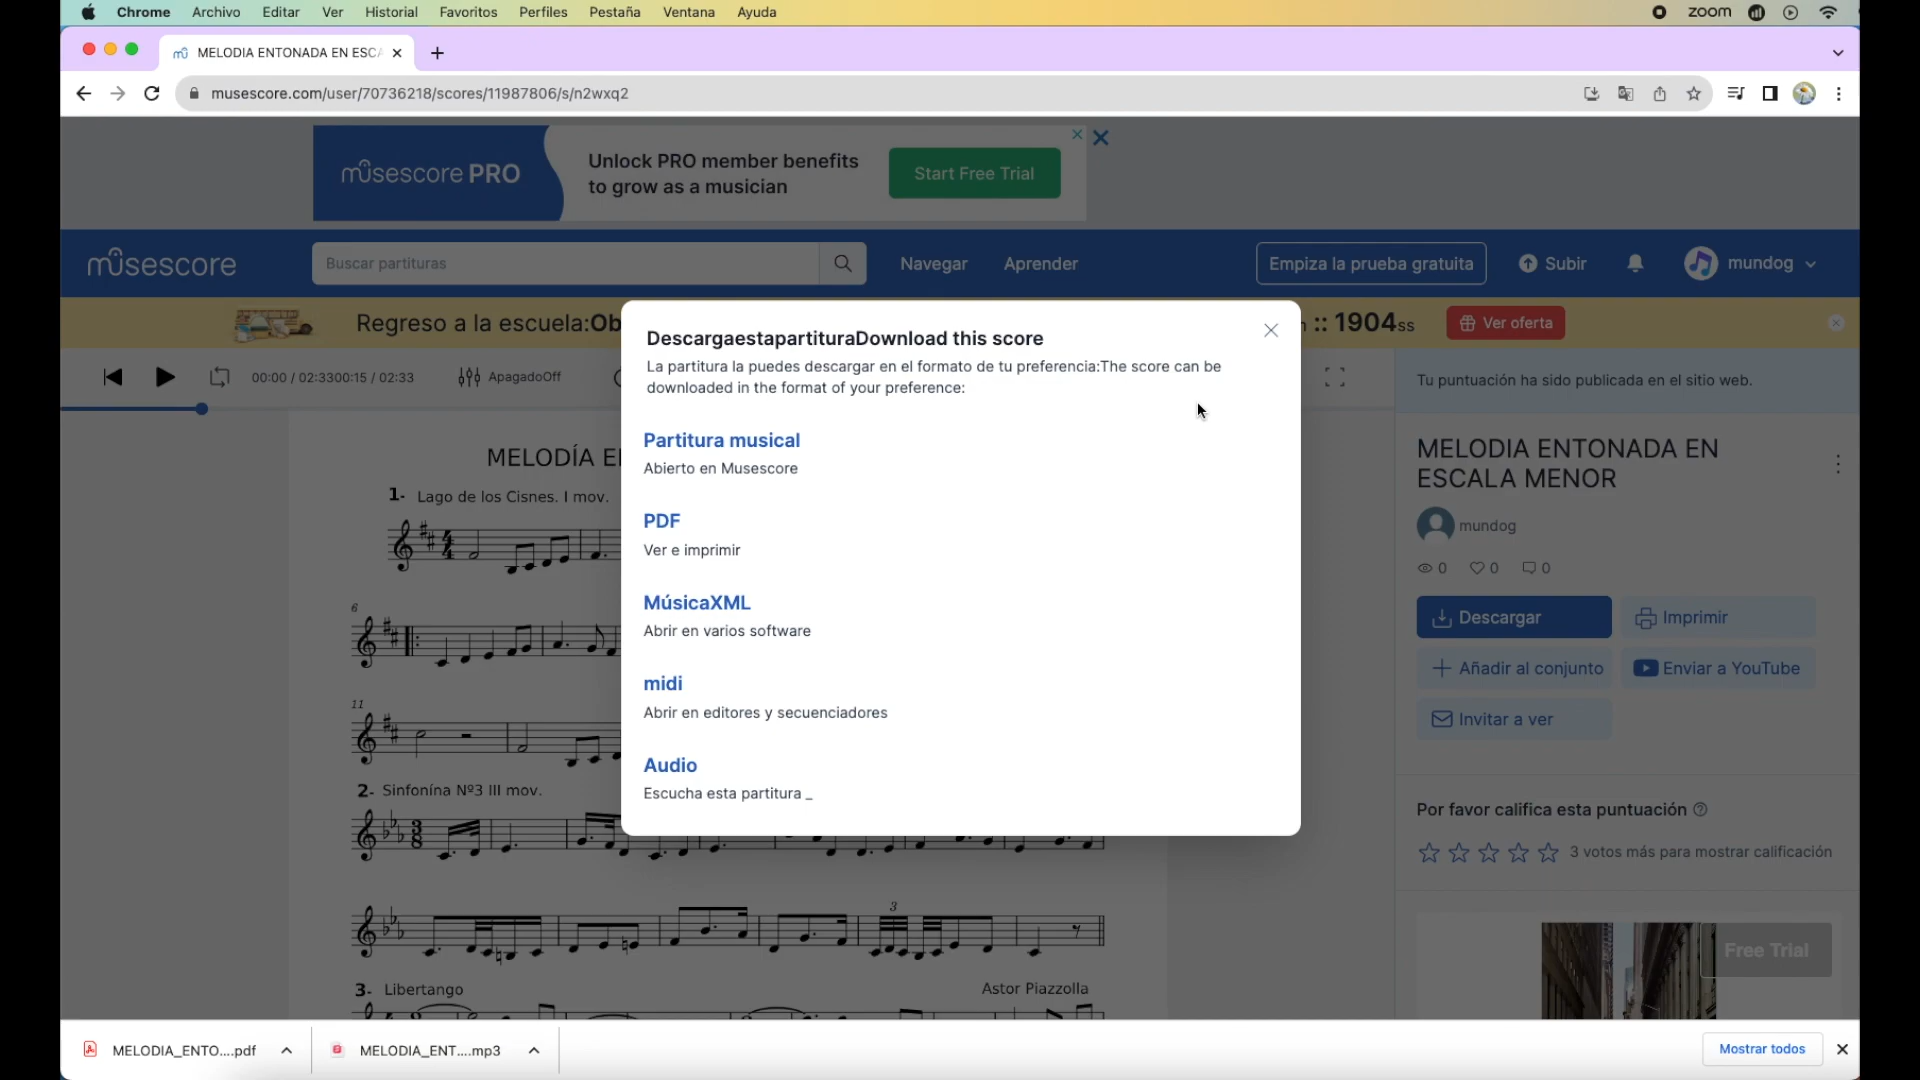 Chrome Archivo Editar Ver Historial Favoritos Perfiles Pestaña Ventana Ayuda zoom
MELODIA ENTONADA EN ESCA
musescore.com/user/70736218/scores/11987806/s/n2wxq2
musescore PRO
Unlock PRO member benefits
to grow as a musician
Start Free Trial
musescore
Buscar partituras
Navegar Aprender
Empiza la prueba gratuita
Subir
mundog
Regreso a la escuela:Ob
:: 1904ss
Ver oferta
00:00 / 02:3300:15 / 02:33
ApagadoOff
DescargaestapartituraDownload this score
La partitura la puedes descargar en el formato de tu preferencia:The score can be
downloaded in the format of your preference:
Partitura musical
Abierto en Musescore
PDF
Ver e imprimir
MúsicaXML
Abrir en varios software
midi
Abrir en editores y secuenciadores
Audio
Escucha esta partitura _
MELODÍA E
1- Lago de los Cisnes. I mov.
6
11
2- Sinfonína Nº3 III mov.
3
3- Libertango
Astor Piazzolla
Tu puntuación ha sido publicada en el sitio web.
MELODIA ENTONADA EN
ESCALA MENOR
mundog
0 0 0
Descargar
Imprimir
Añadir al conjunto
Enviar a YouTube
Invitar a ver
Por favor califica esta puntuación
3 votos más para mostrar calificación
Free Trial
MELODIA_ENTO....pdf
MELODIA_ENT....mp3
Mostrar todos